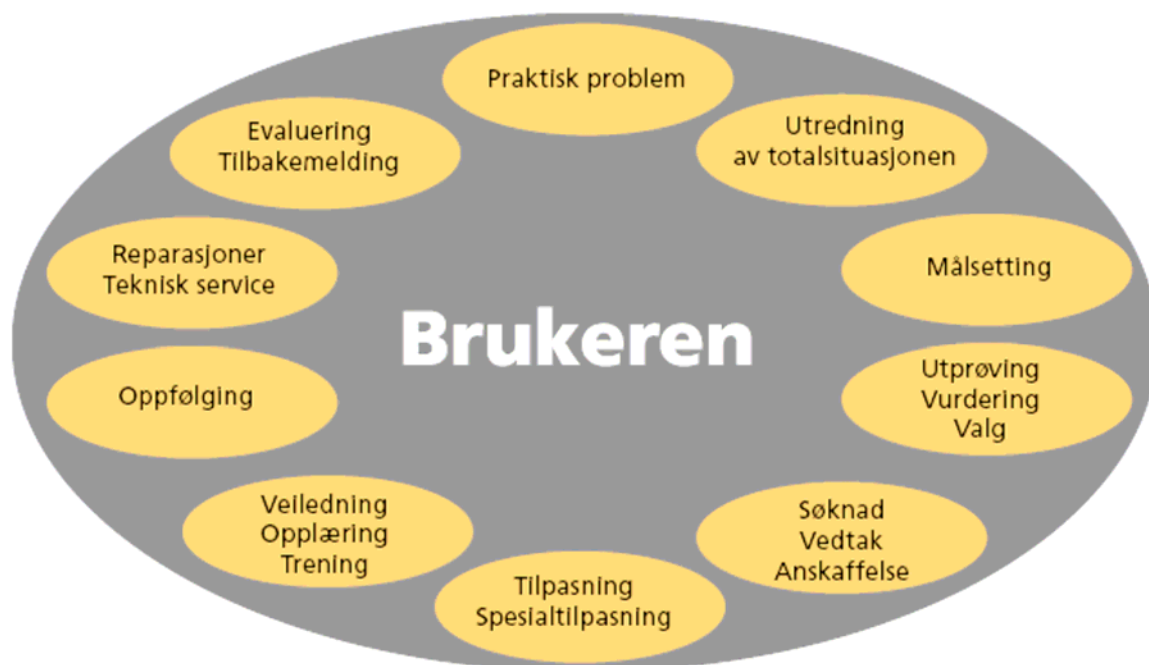 Praktisk problem
Utredning
av totalsituasjonen
Målsetting
Utprøving
Vurdering
Valg
Søknad
Vedtak
Anskaffelse
Tilpasning
Spesialtilpasning
Veiledning
Opplæring
Trening
Oppfølging
Reparasjoner
Teknisk service
Evaluering
Tilbakemelding
Brukeren